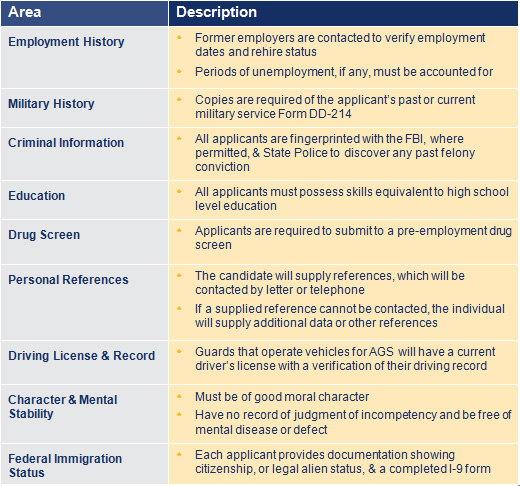 Area Description
Employment History
Former employers are contacted to verify employment
dates and rehire status
Periods of unemployment, if any, must be accounted for
Military History
Copies are required of the applicant's past or current
military service Form DD-214
Criminal Information
All applicants are fingerprinted with the FBI, where
permitted, & State Police to discover any past felony
conviction
Education
All applicants must possess skills equivalent to high school
level education
Drug Screen
Applicants are required to submit to a pre-employment drug
screen
Personal References
The candidate will supply references, which will be
contacted by letter or telephone
If a supplied reference cannot be contacted, the individual
will supply additional data or other references
Driving License & Record
Guards that operate vehicles for AGS will have a current
driver's license with a verification of their driving record
Character & Mental
Stability
Must be of good moral character
Have no record of judgment of incompetency and be free of
mental disease or defect
Federal Immigration
Status
Each applicant provides documentation showing
citizenship, or legal alien status, & a completed I-9 form